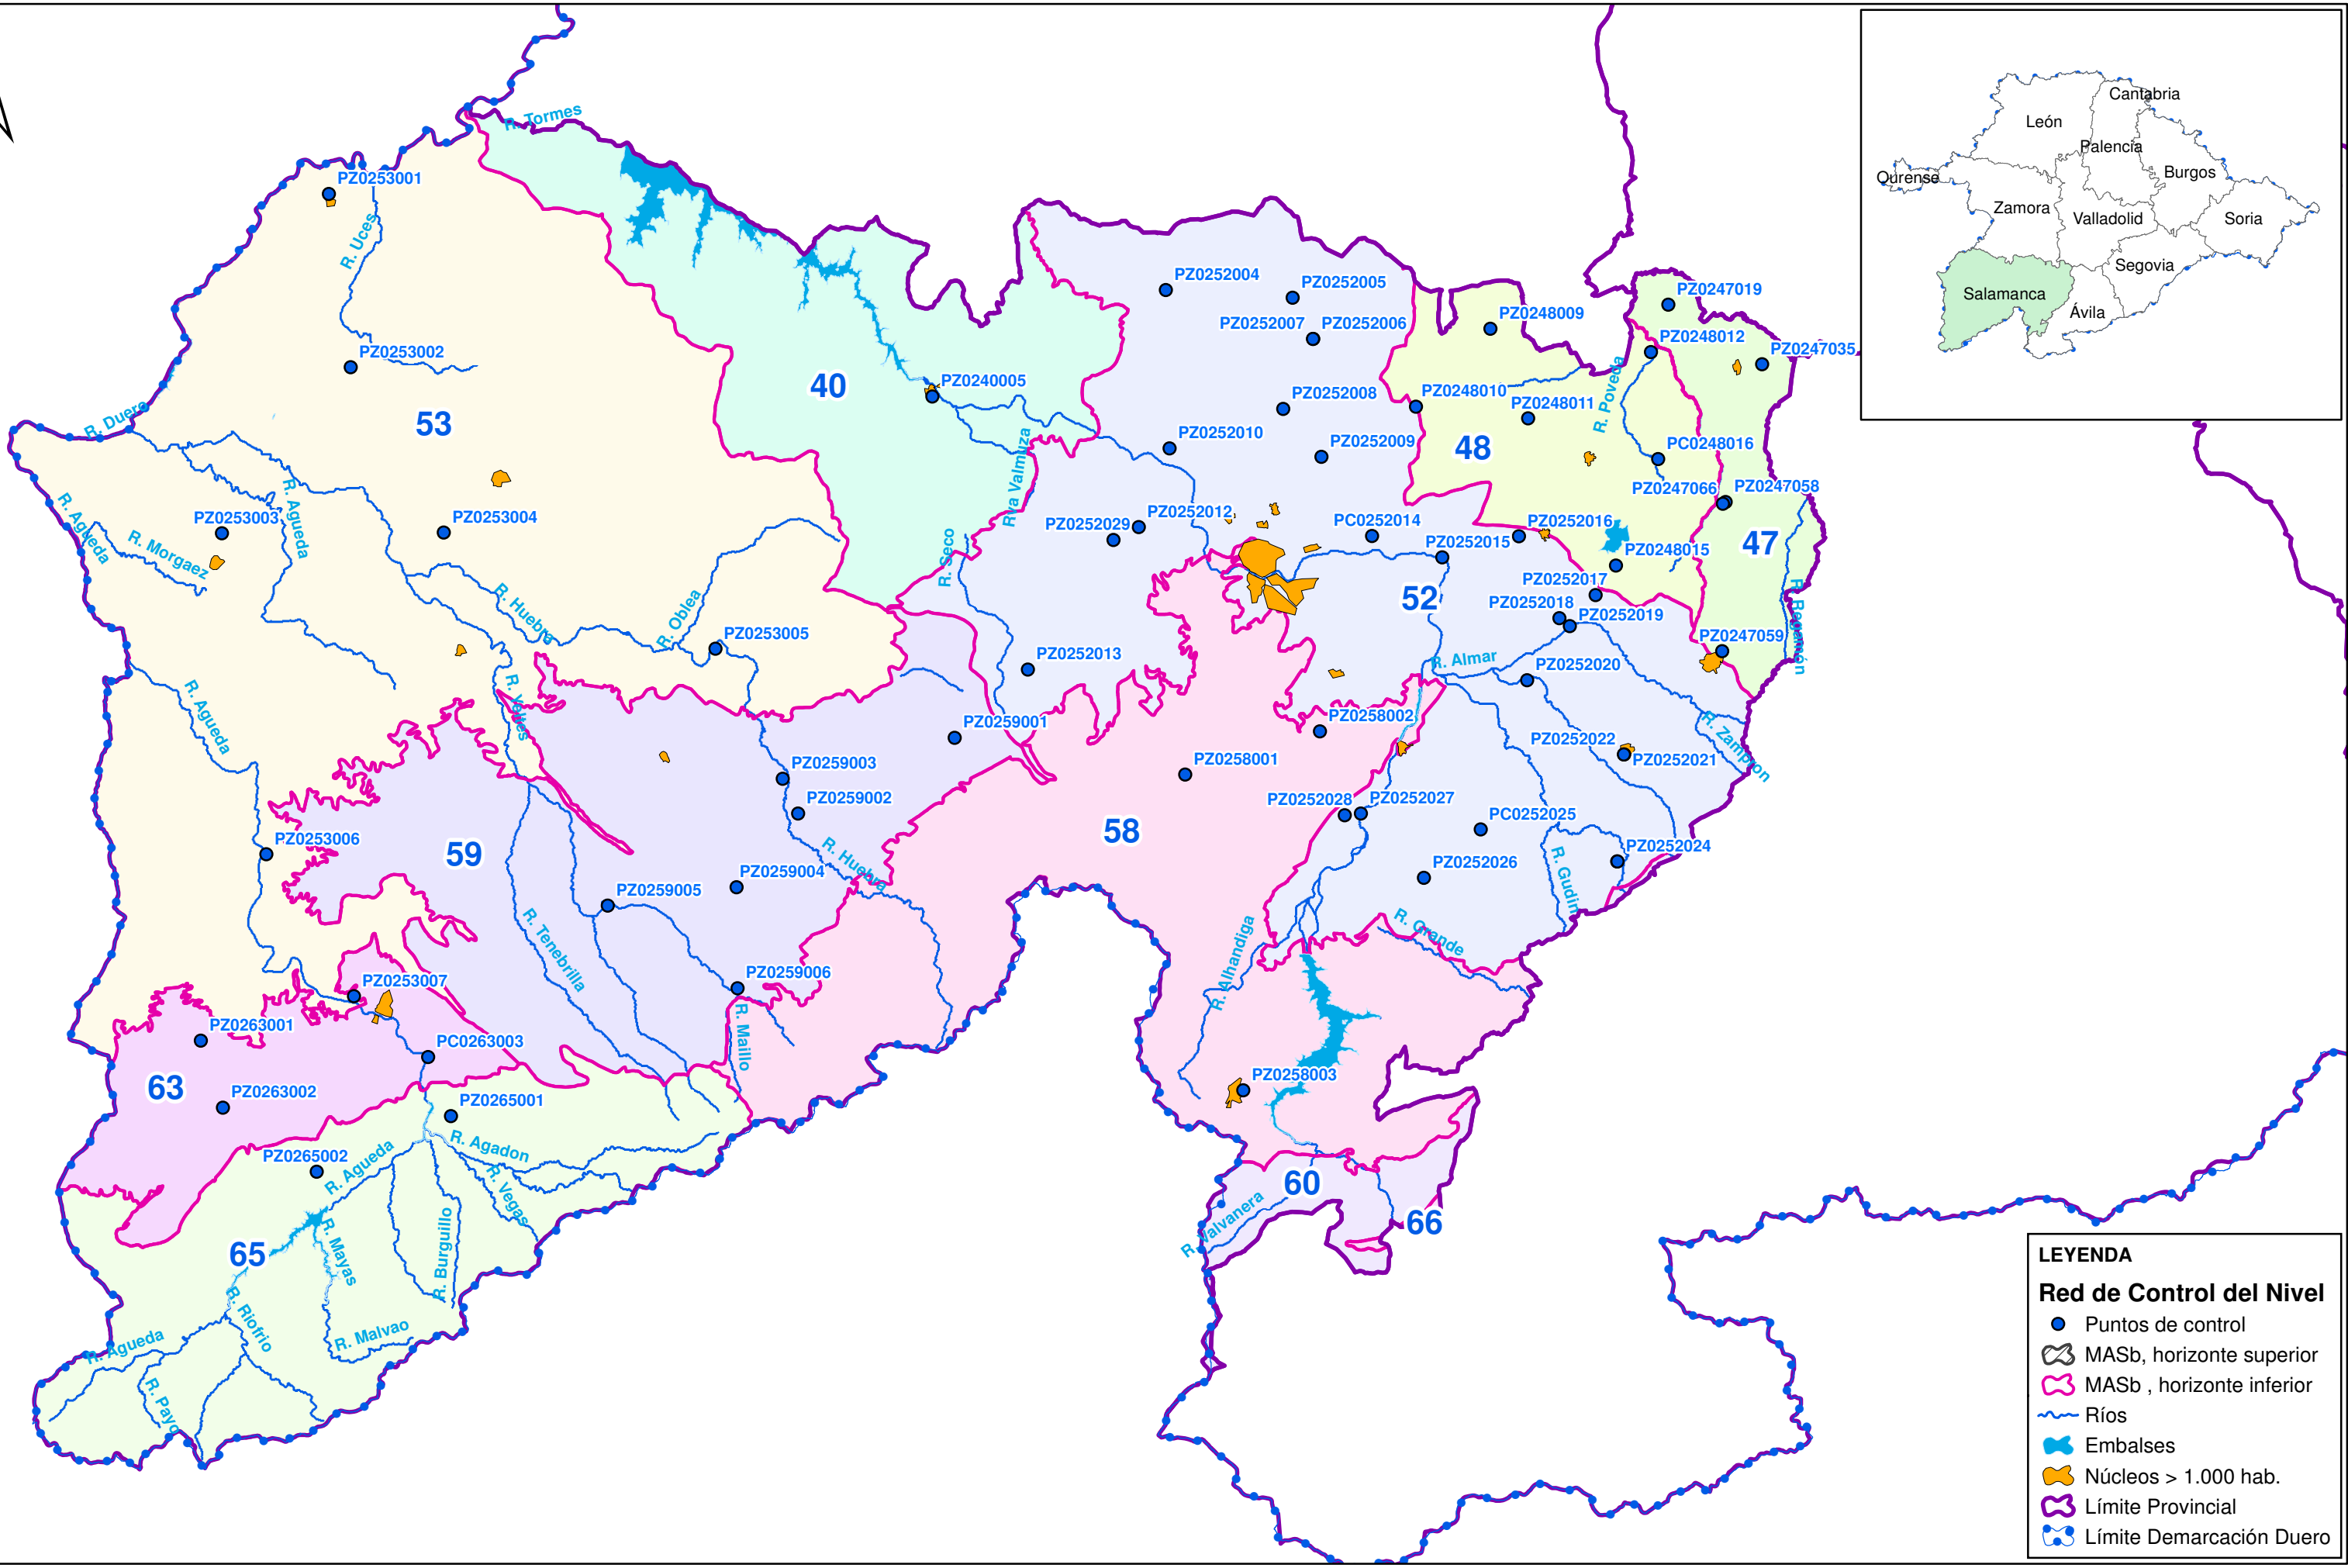 R. Tormes
PZ0253001
R. Uces
PZ0253002
53
R. Duero
R. Agueda
R. Agueda
PZ0253003
PZ0253004
R. Morgaez
R. Huebra
R. Oblea
PZ0253005
R. Agueda
R. Yeltes
40
PZ0240005
Rva Valmuza
R. Seco
PZ0252004
PZ0252005
PZ0252007
PZ0252006
PZ0252008
PZ0252010
PZ0252009
PZ0252029
PZ0252012
PC0252014
PZ0252015
PZ0252016
52
PZ0252013
PZ0248009
PZ0248010
PZ0248011
48
R. Poveda
PZ0248012
PZ0247019
PZ0247035
PC0248016
PZ0247066
PZ0247058
47
PZ0248015
PZ0252017
PZ0252018
PZ0252019
PZ0247059
R. Regamón
R. Almar
PZ0252020
R. Zampron
PZ0252022
PZ0252021
PZ0259001
PZ0259003
PZ0259002
PZ0258002
PZ0258001
PZ0252028
PZ0252027
PC0252025
PZ0252024
PZ0252026
R. Gudin
58
59
PZ0253006
R. Huebra
PZ0259004
PZ0259005
R. Tenebrilla
PZ0259006
R. Maillo
R. Alhandiga
R. Grande
PZ0253007
PZ0263001
PC0263003
63
PZ0263002
PZ0265001
R. Agadon
PZ0265002
R. Agueda
R. Vegas
R. Burguillo
R. Mayas
65
R. Riofrio
R. Malvao
R. Agueda
R. Payo
PZ0258003
60
66
R. Valvanera
Cantabria
León
Palencia
Ourense
Burgos
Zamora
Valladolid
Soria
Segovia
Salamanca
Ávila
LEYENDA
Red de Control del Nivel
Puntos de control
MASb, horizonte superior
MASb , horizonte inferior
Ríos
Embalses
Núcleos > 1.000 hab.
Límite Provincial
Límite Demarcación Duero